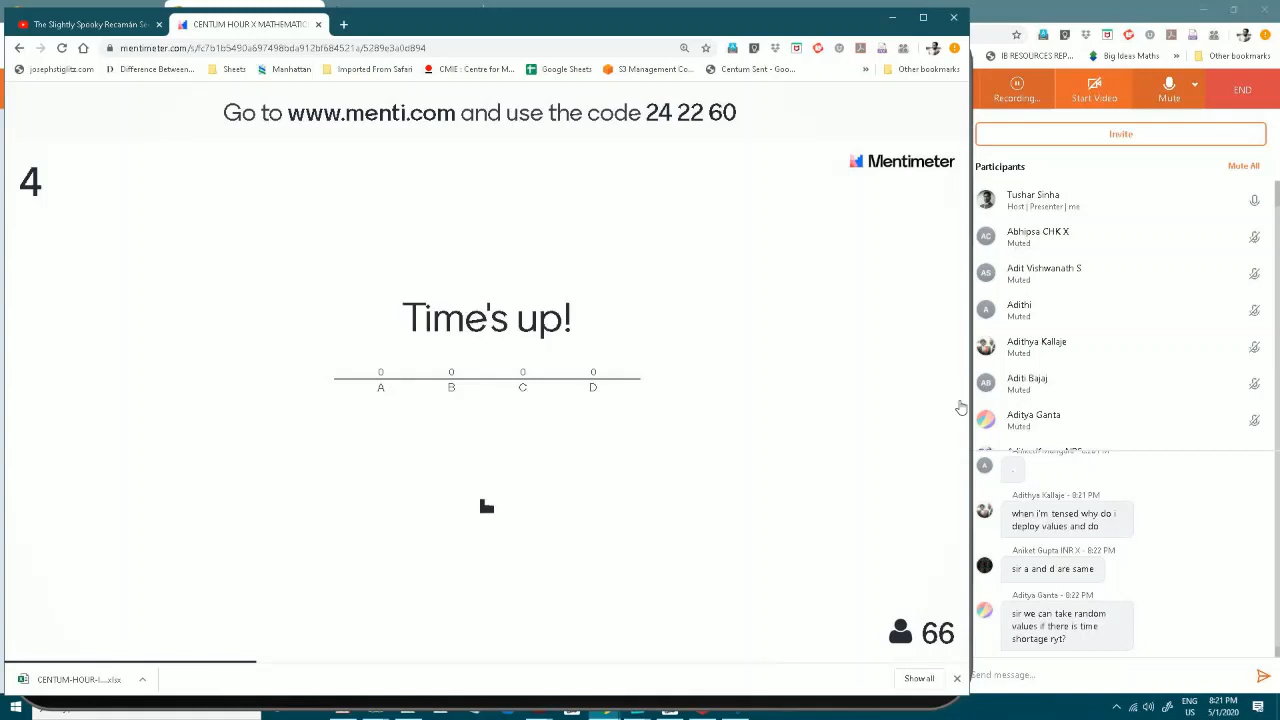 The Slightly Spooky Recamán Se
CENTUM HOUR X MATHEMATIC
mentimeter.com/s/fc7b1b5490a697498bda912bf684521a/5289e3a0d894
josephstiglitz.com
Difference Between...
Sheets
Manhattan
Imported From Safari
CMIE : Centre for M...
Google Sheets
S3 Management Co...
Centum Sent - Goo...
Other bookmarks
IB RESOURCES REP...
Big Ideas Maths
Other bookmarks
Go to www.menti.com and use the code 24 22 60
Mentimeter
4
Time's up!
0 0 0 0
A B C D
66
CENTUM-HOUR-I....xlsx
Show all
Recording...
Start Video
Mute
END
Invite
Participants
Mute All
Tushar Sinha
Host | Presenter | me
AC
Abhipsa CHK X
Muted
AS
Adit Vishwanath S
Muted
A
Adithi
Muted
Adithya Kallaje
Muted
AB
Aditi Bajaj
Muted
Aditya Ganta
Muted
A
.
Adithya Kallaje - 8:21 PM
when i'm tensed why do i
deploy values and do
Aniket Gupta INR X - 8:22 PM
sir a and d are same
Aditya Ganta - 8:22 PM
sir we can take random
values if there is time
shortage ryt?
Send message...
ENG
US
8:21 PM
5/1/2020